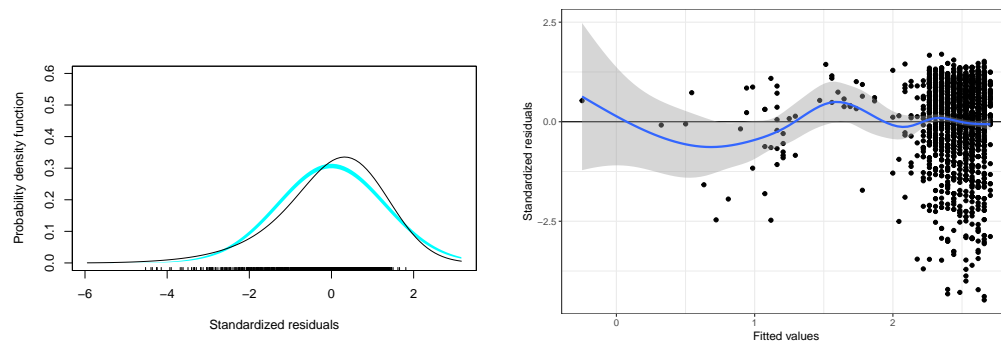 Probability density function
0.6
0.5
0.4
0.3
0.2
0.1
0.0
−6 −4 −2 0 2
Standardized residuals
Standardized residuals
2.5
0.0
−2.5
0 1 2
Fitted values